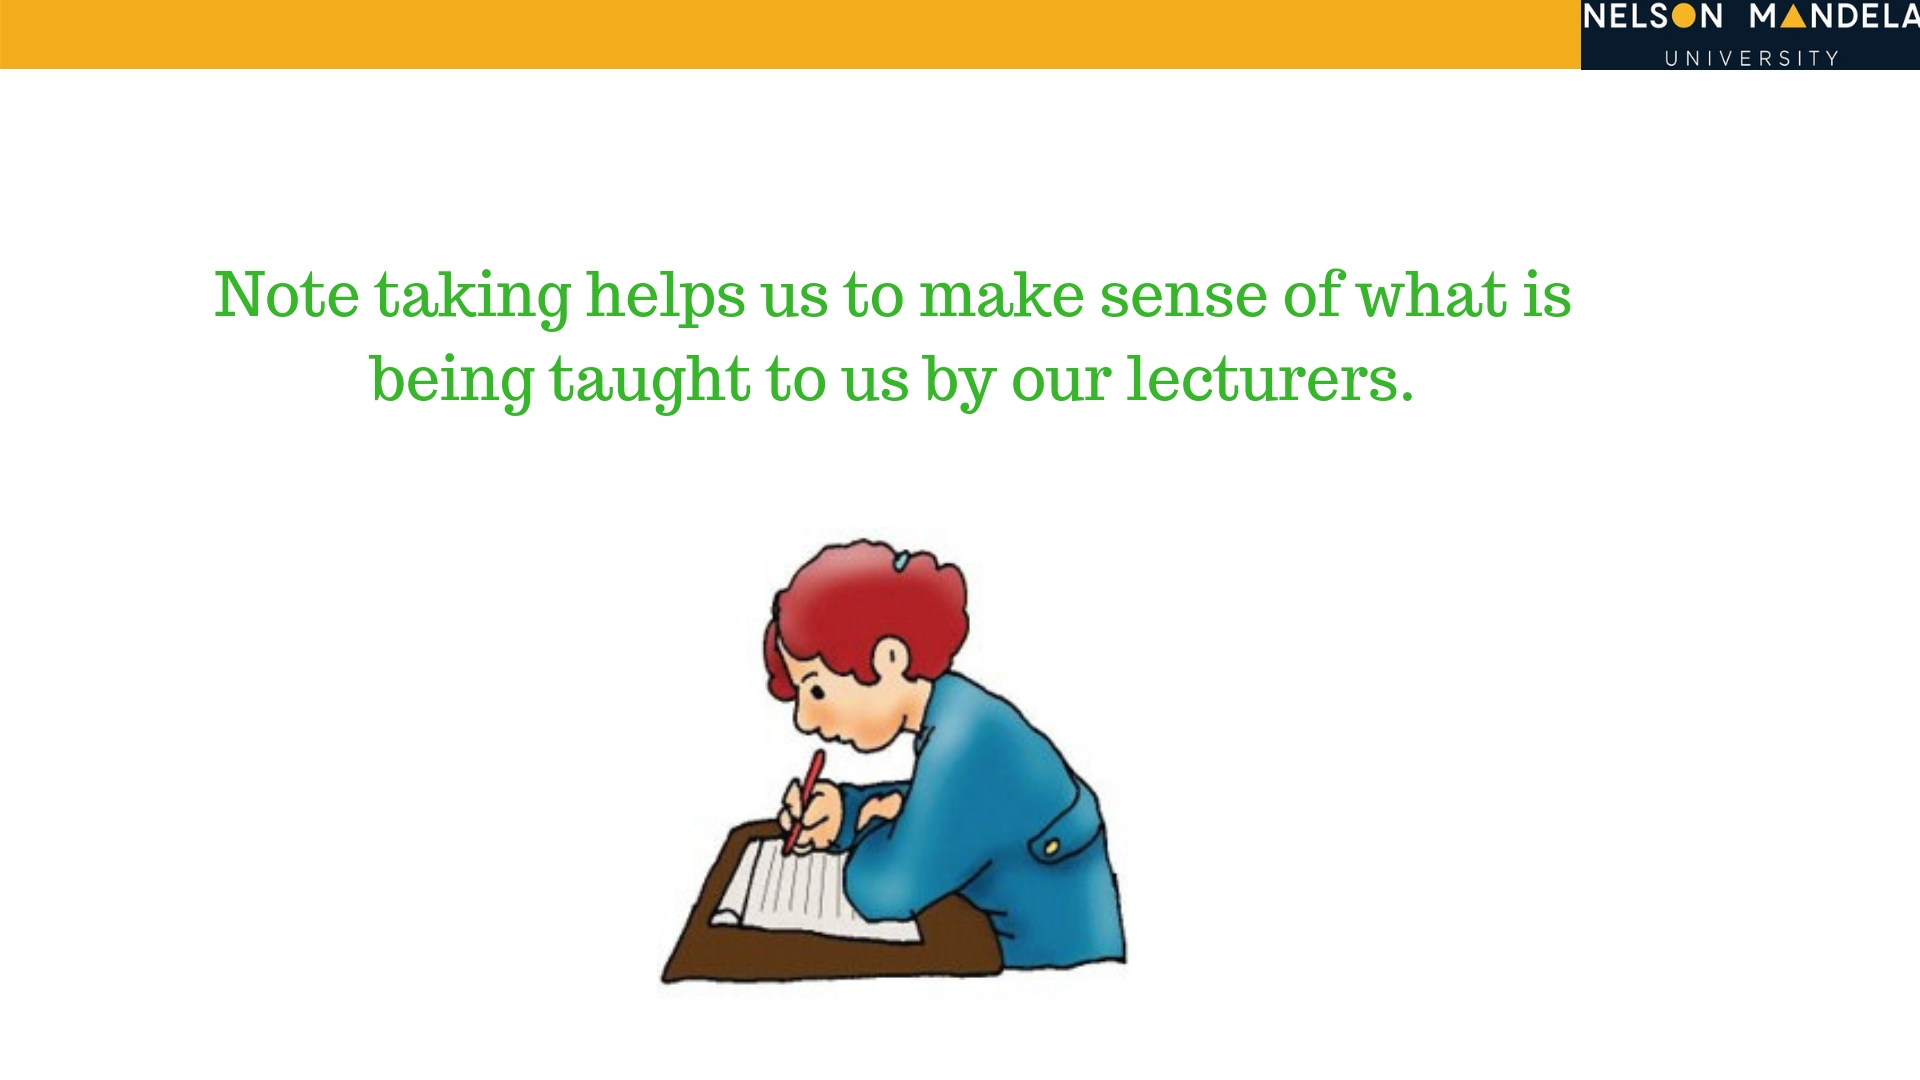 NELSON MANDELA
UNIVERSITY
Note taking helps us to make sense of what is
being taught to us by our lecturers.